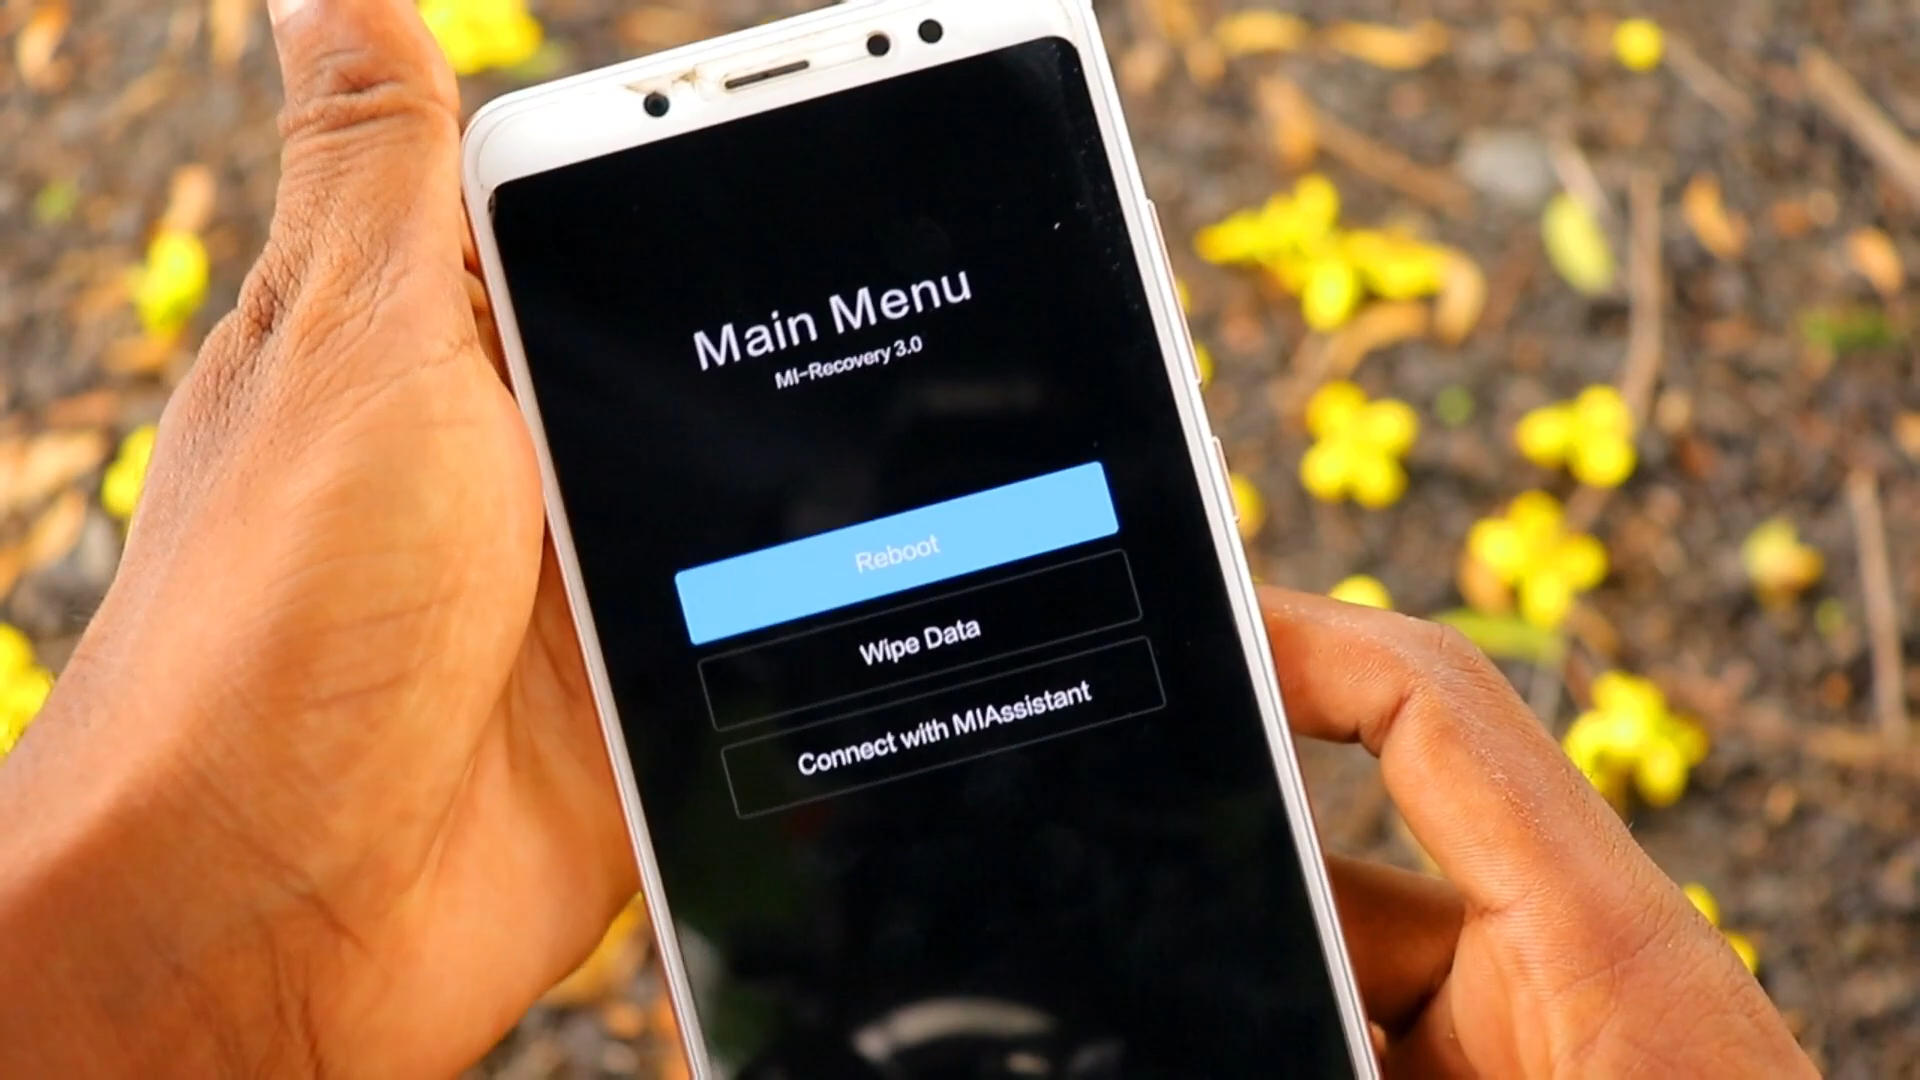 Main Menu
MI-Recovery 3.0
Reboot
Wipe Data
Connect with MIAssistant